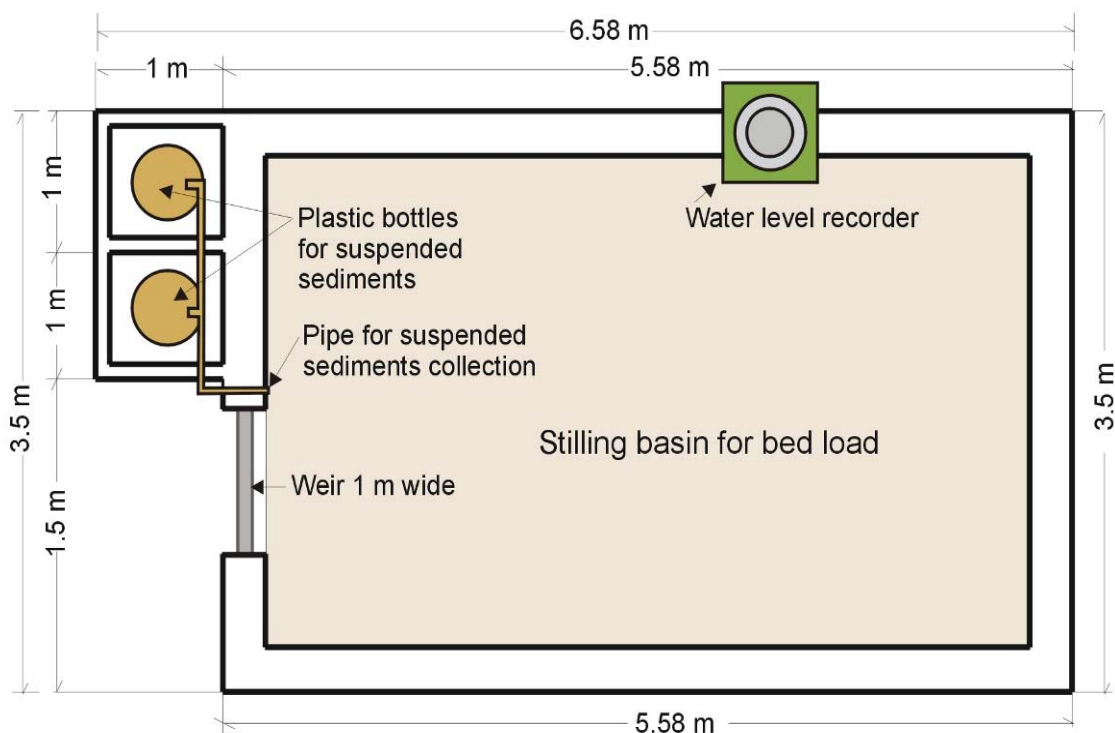 6.58 m
1 m
5.58 m
1 m
Plastic bottles
for suspended
sediments
Water level recorder
1 m
Pipe for suspended
sediments collection
3.5 m
3.5 m
Stilling basin for bed load
Weir 1 m wide
1.5 m
5.58 m